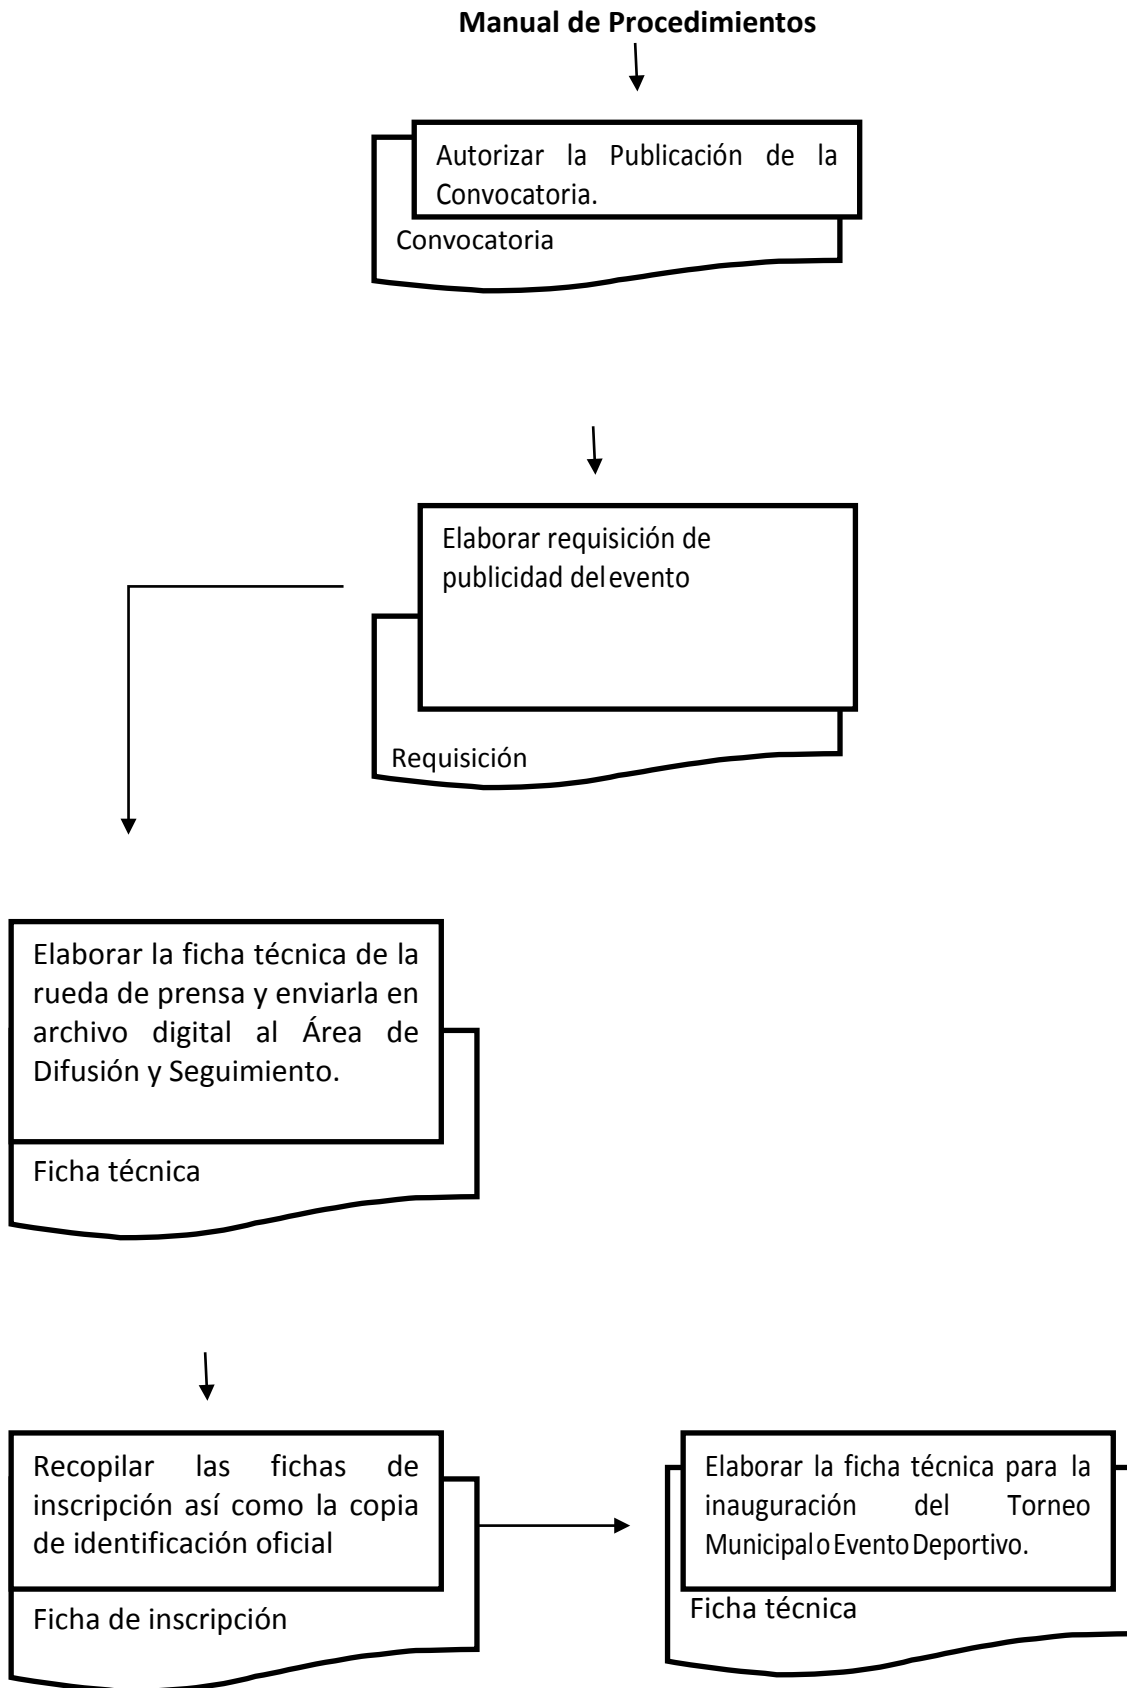 Manual de Procedimientos
Autorizar la Publicación de la
Convocatoria.
Convocatoria
Elaborar requisición de
publicidad del evento
Requisición
Elaborar la ficha técnica de la
rueda de prensa y enviarla en
archivo digital al Área de
Difusión y Seguimiento.
Ficha técnica
Recopilar las fichas de
inscripción así como la copia
de identificación oficial
Ficha de inscripción
Elaborar la ficha técnica para la
inauguración del Torneo
Municipal o Evento Deportivo.
Ficha técnica